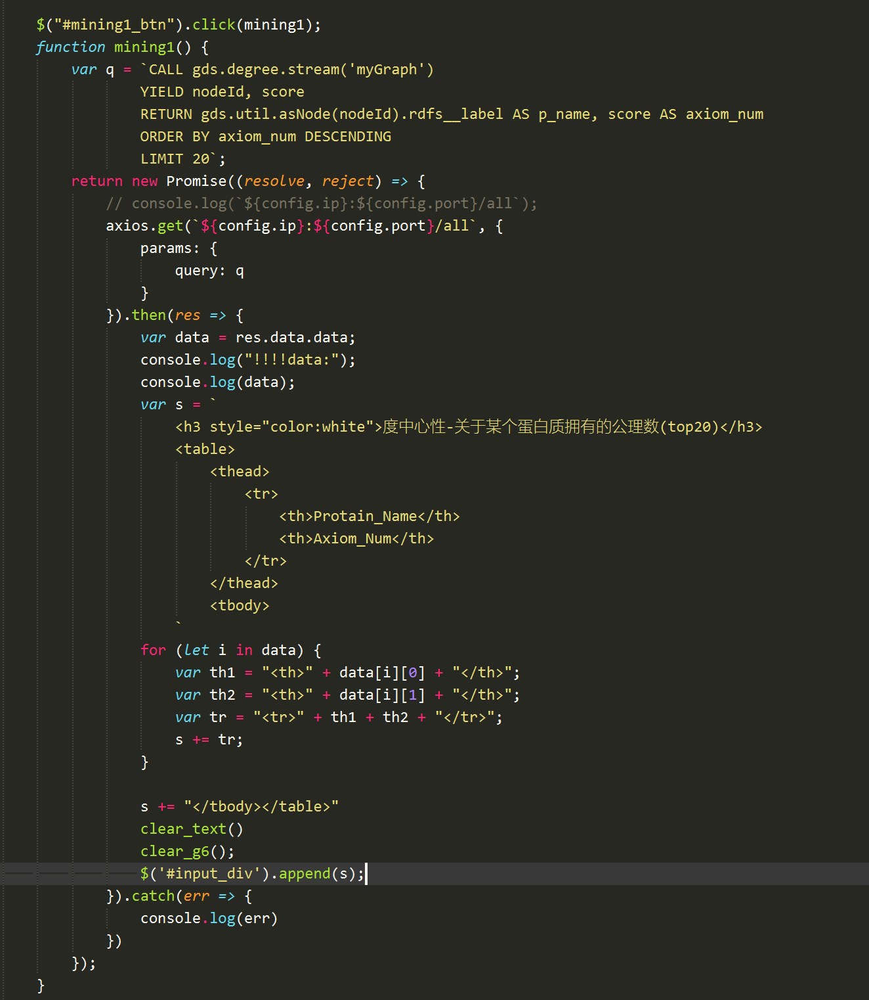 $("#mining1_btn").click(mining1);
function mining1() {
var q = `CALL gds.degree.stream('myGraph')
YIELD nodeId, score
RETURN gds.util.asNode(nodeId).rdfs__label AS p_name, score AS axiom_num
ORDER BY axiom_num DESCENDING
LIMIT 20`;
return new Promise((resolve, reject) => {
// console.log(`${config.ip}:${config.port}/all`);
axios.get(`${config.ip}:${config.port}/all`, {
params: {
query: q
}
}).then(res => {
var data = res.data.data;
console.log("!!!!data:");
console.log(data);
var s = `
<h3 style="color:white">度中心性-关于某个蛋白质拥有的公理数(top20)</h3>
<table>
<thead>
<tr>
<th>Protain_Name</th>
<th>Axiom_Num</th>
</tr>
</thead>
<tbody>
`
for (let i in data) {
var th1 = "<th>" + data[i][0] + "</th>";
var th2 = "<th>" + data[i][1] + "</th>";
var tr = "<tr>" + th1 + th2 + "</tr>";
s += tr;
}
s += "</tbody></table>"
clear_text()
clear_g6();
$('#input_div').append(s);
}).catch(err => {
console.log(err)
})
});
}